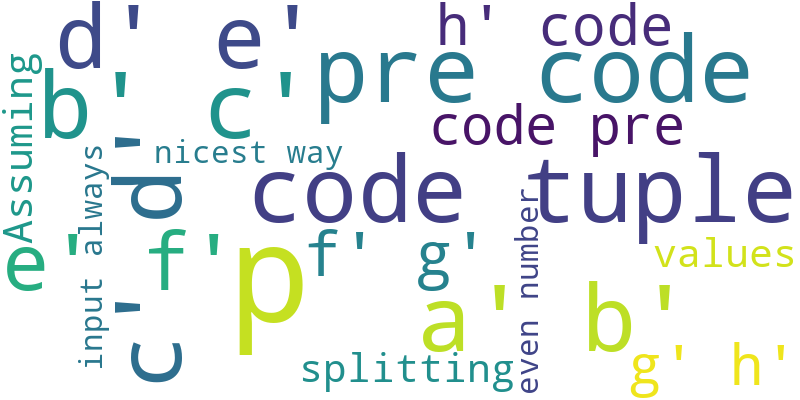 d' e'
h' code
pre code
b' c'
Assuming
code pre
nicest way
input always
c' d'
code tuple
even number
e' f'
p
f' g'
values
a' b'
splitting
g' h'